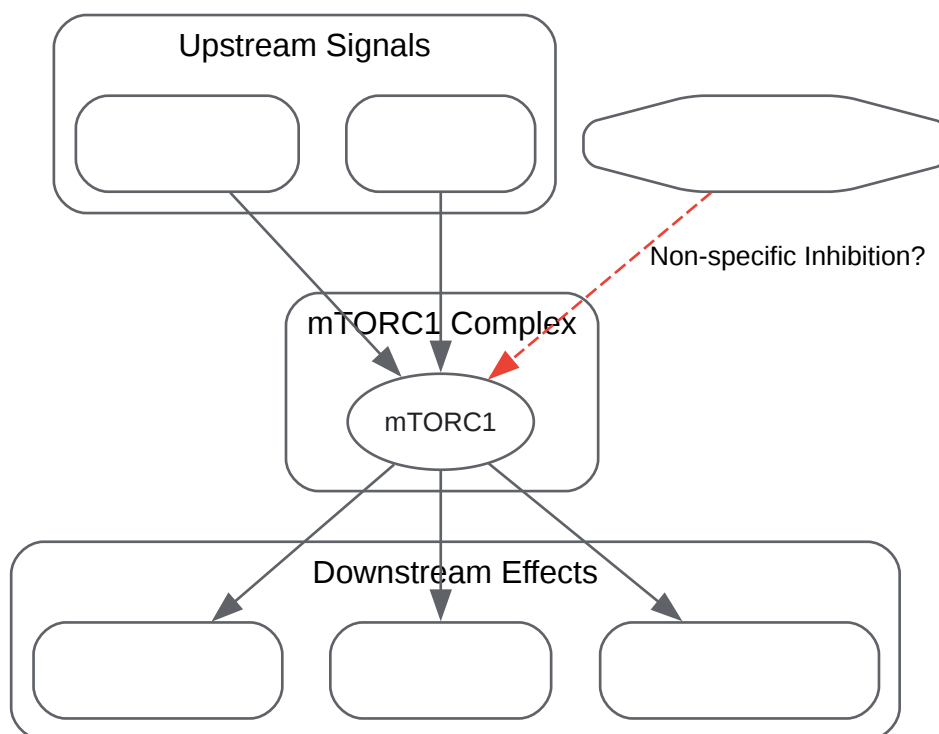 Upstream Signals
Non-specific Inhibition?
mTORC1 Complex
mTORC1
Downstream Effects